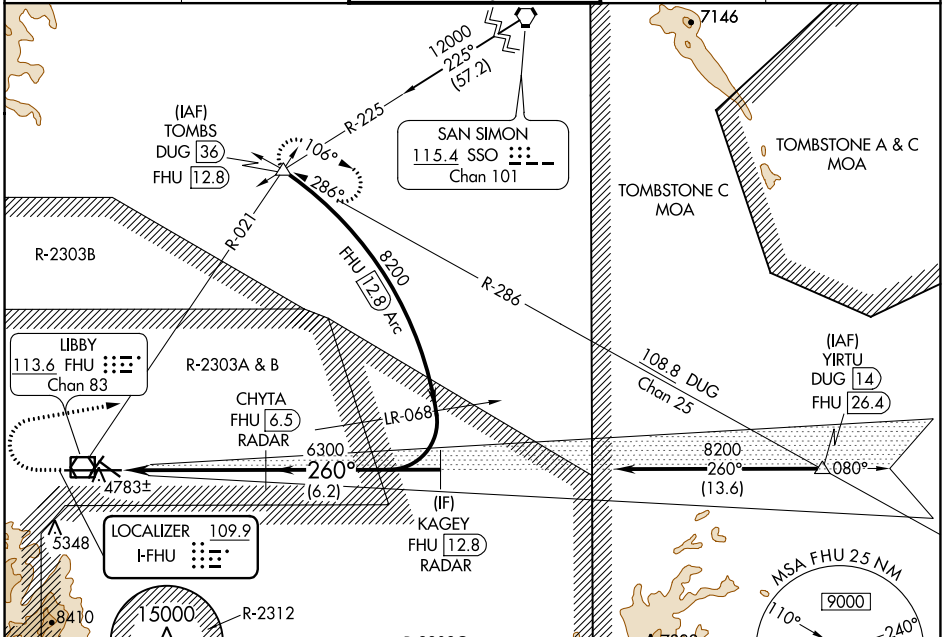 7146
12000
225°
(57.2)
R-225
(IAF)
TOMBS
DUG 36
FHU 12.8
106°
286°
SAN SIMON
115.4 SSO
Chan 101
TOMBSTONE A & C
MOA
TOMBSTONE C
MOA
R-021
R-2303B
8200
FHU 12.8 Arc
R-286
LIBBY
113.6 FHU
Chan 83
R-2303A & B
CHYTA
FHU 6.5
RADAR
LR-068
108.8 DUG
Chan 25
(IAF)
YIRTU
DUG 14
FHU 26.4
6300
260°
(6.2)
8200
260°
(13.6)
080°
4783±
(IF)
KAGEY
FHU 12.8
RADAR
LOCALIZER 109.9
I-FHU
5348
8410
15000
R-2312
MSA FHU 25 NM
9000
110°
240°